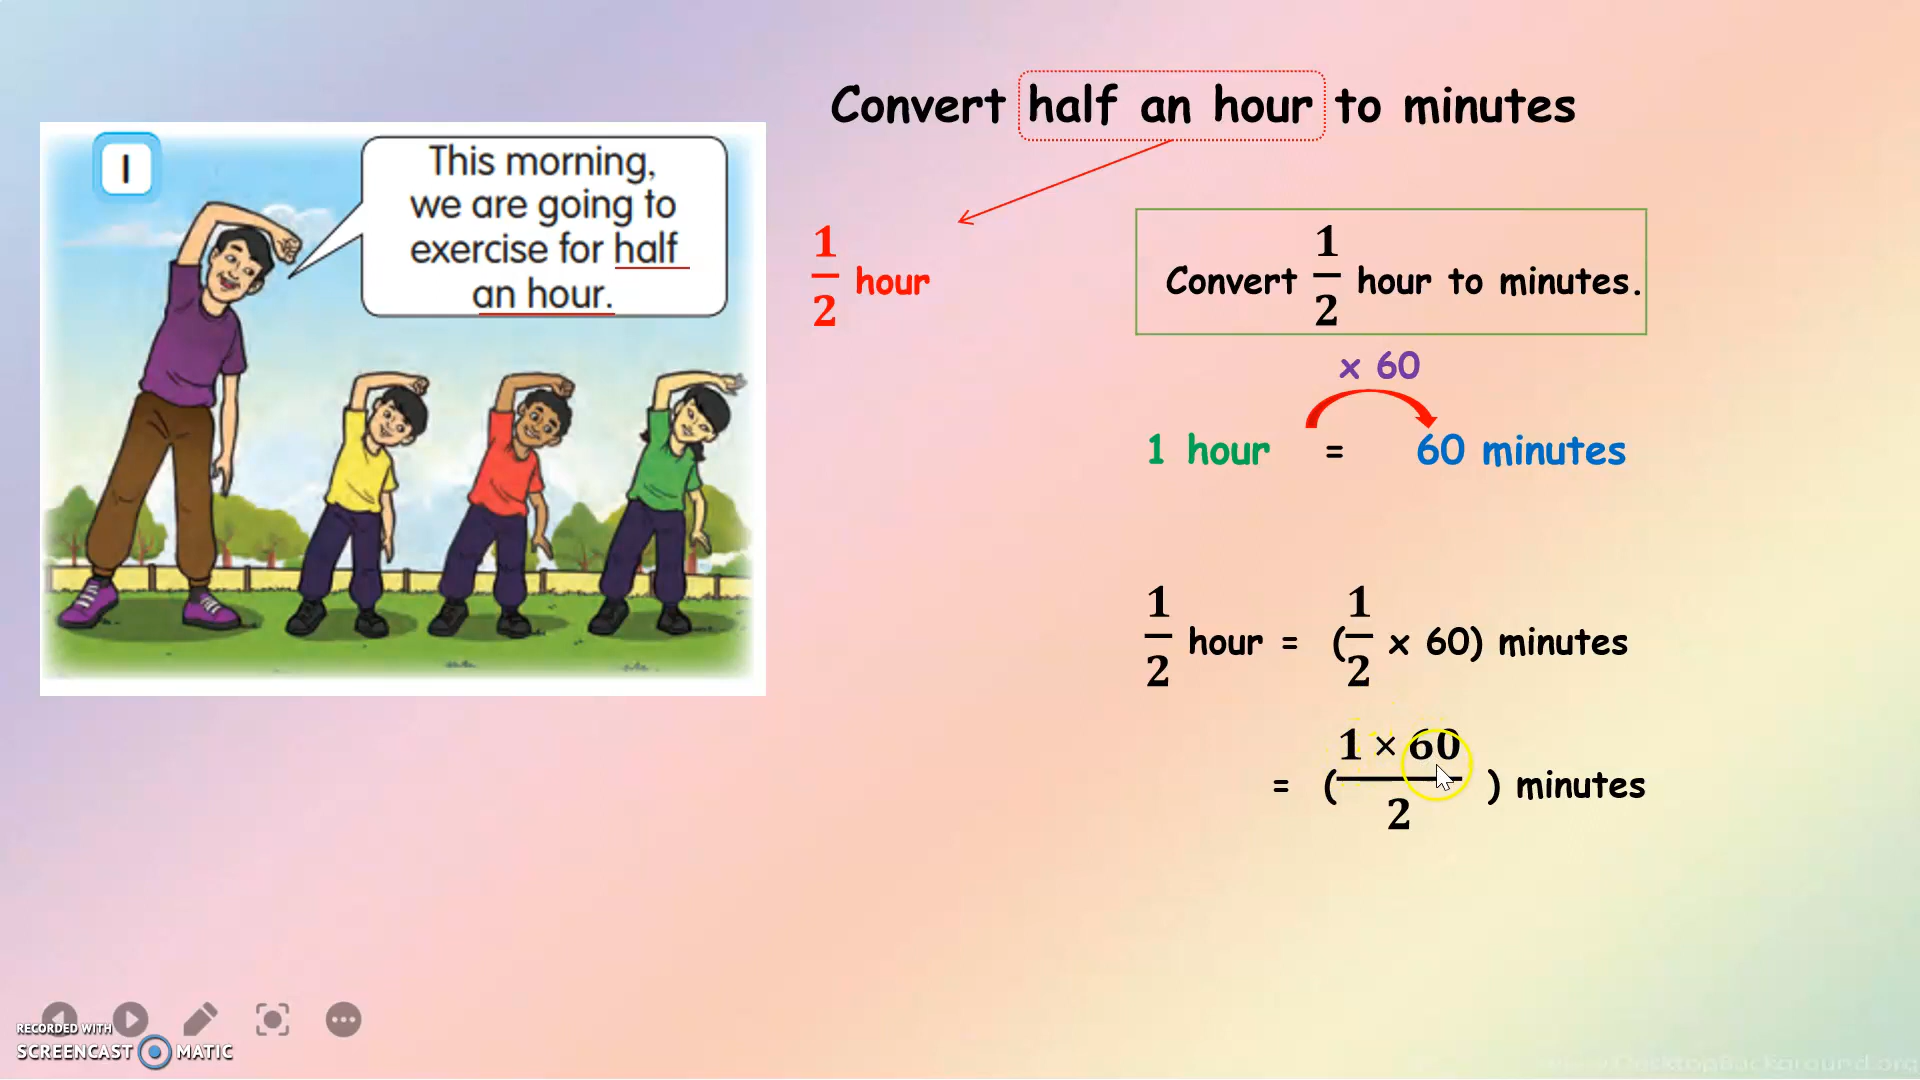 Convert half an hour to minutes
1
This morning,
we are going to
exercise for half
an hour.
1/2 hour
Convert 1/2 hour to minutes.
x 60
1 hour = 60 minutes
1/2 hour = (1/2 x 60) minutes
= (1 × 60/2) minutes
RECORDED WITH
SCREENCAST MATIC